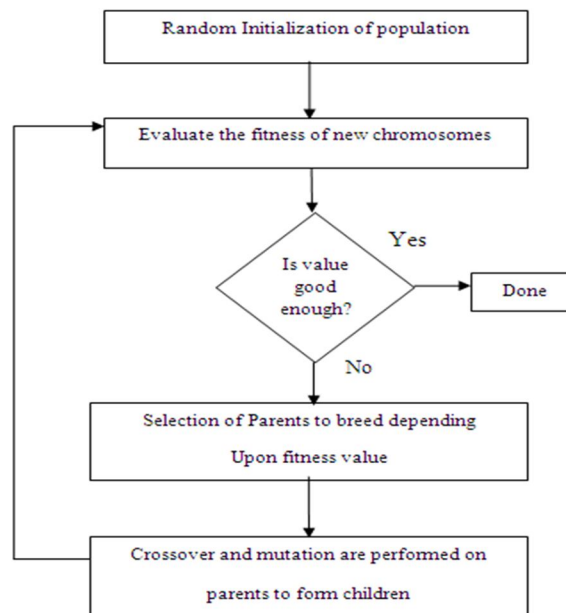 Random Initialization of population
Evaluate the fitness of new chromosomes
Yes
Is value
good
enough?
Done
No
Selection of Parents to breed depending
Upon fitness value
Crossover and mutation are performed on
parents to form children